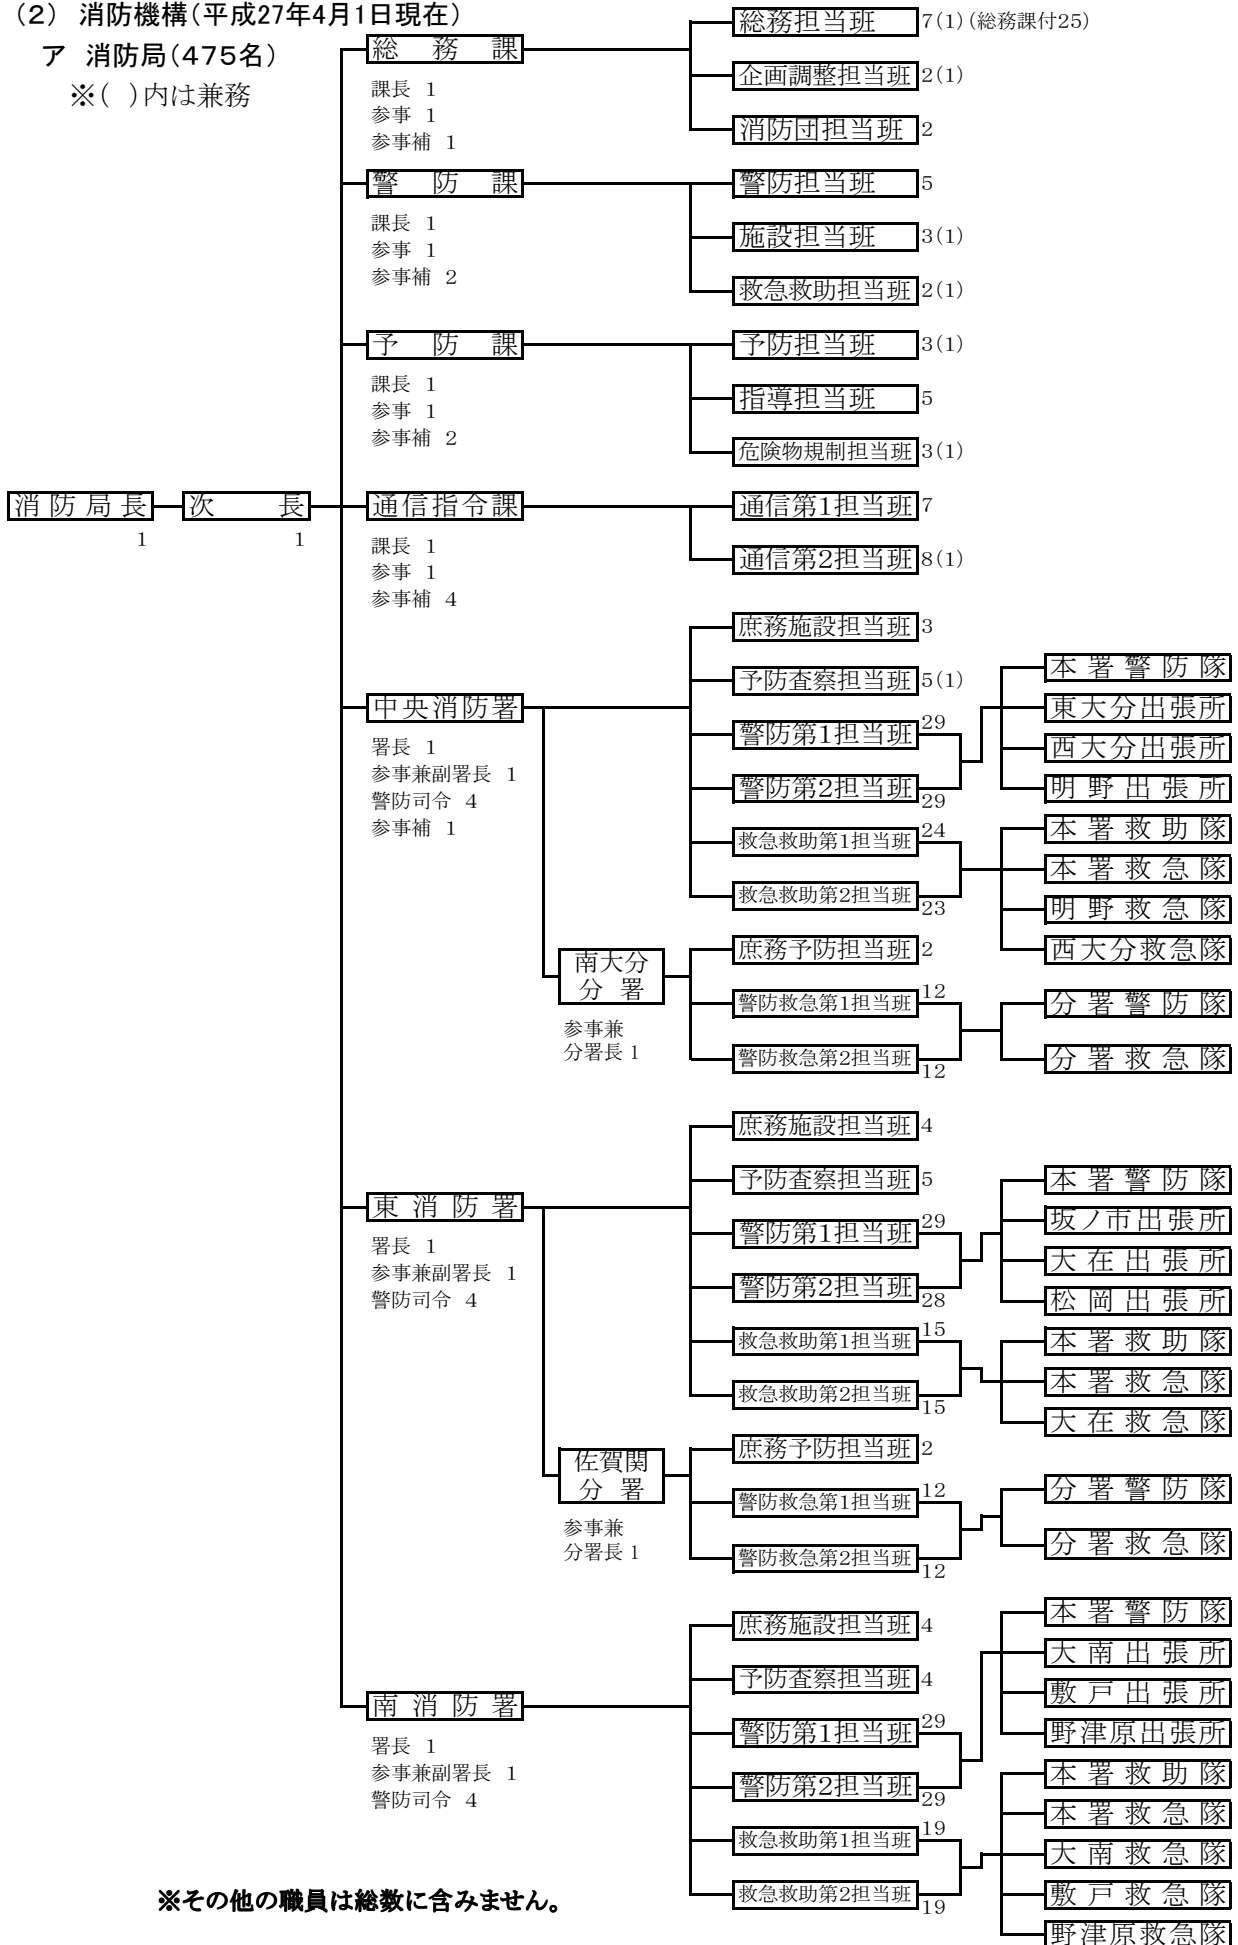 （2） 消防機構（平成27年4月1日現在）
ア 消防局（475名）
※（ ）内は兼務
消防局長
1
次長
1
総務課
課長 1
参事 1
参事補 1
総務担当班 7(1)(総務課付25)
企画調整担当班 2(1)
消防団担当班 2
警防課
課長 1
参事 1
参事補 2
警防担当班 5
施設担当班 3(1)
救急救助担当班 2(1)
予防課
課長 1
参事 1
参事補 2
予防担当班 3(1)
指導担当班 5
危険物規制担当班 3(1)
通信指令課
課長 1
参事 1
参事補 4
通信第1担当班 7
通信第2担当班 8(1)
中央消防署
署長 1
参事兼副署長 1
警防司令 4
参事補 1
庶務施設担当班 3
予防査察担当班 5(1)
警防第1担当班 29
警防第2担当班 29
本署警防隊
東大分出張所
西大分出張所
明野出張所
救急救助第1担当班 24
救急救助第2担当班 23
本署救助隊
本署救急隊
明野救急隊
西大分救急隊
南大分
分署
参事兼
分署長 1
庶務予防担当班 2
警防救急第1担当班 12
警防救急第2担当班 12
分署警防隊
分署救急隊
東消防署
署長 1
参事兼副署長 1
警防司令 4
庶務施設担当班 4
予防査察担当班 5
警防第1担当班 29
警防第2担当班 28
本署警防隊
坂ノ市出張所
大在出張所
松岡出張所
救急救助第1担当班 15
救急救助第2担当班 15
本署救助隊
本署救急隊
大在救急隊
佐賀関
分署
参事兼
分署長 1
庶務予防担当班 2
警防救急第1担当班 12
警防救急第2担当班 12
分署警防隊
分署救急隊
南消防署
署長 1
参事兼副署長 1
警防司令 4
庶務施設担当班 4
予防査察担当班 4
警防第1担当班 29
警防第2担当班 29
本署警防隊
大南出張所
敷戸出張所
野津原出張所
救急救助第1担当班 19
救急救助第2担当班 19
本署救助隊
本署救急隊
大南救急隊
敷戸救急隊
野津原救急隊
※その他の職員は総数に含みません。